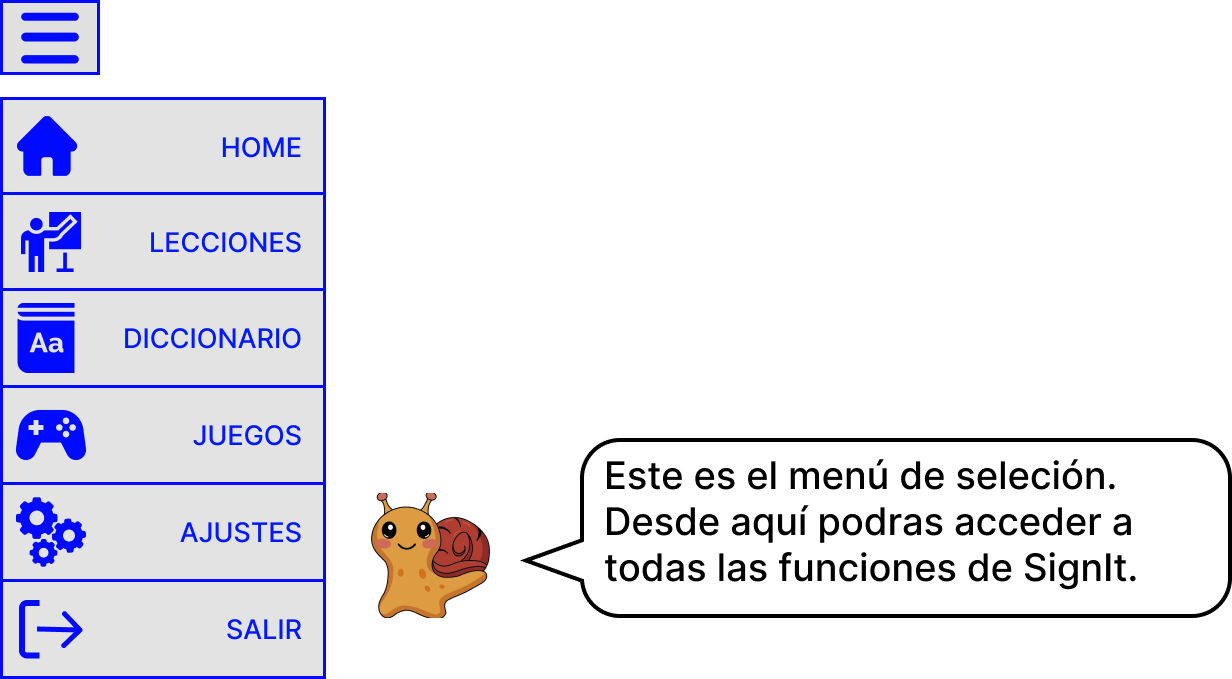 HOME
LECCIONES
Aa
DICCIONARIO
JUEGOS
AJUSTES
SALIR
Este es el menú de seleción.
Desde aquí podras acceder a
todas las funciones de SignIt.